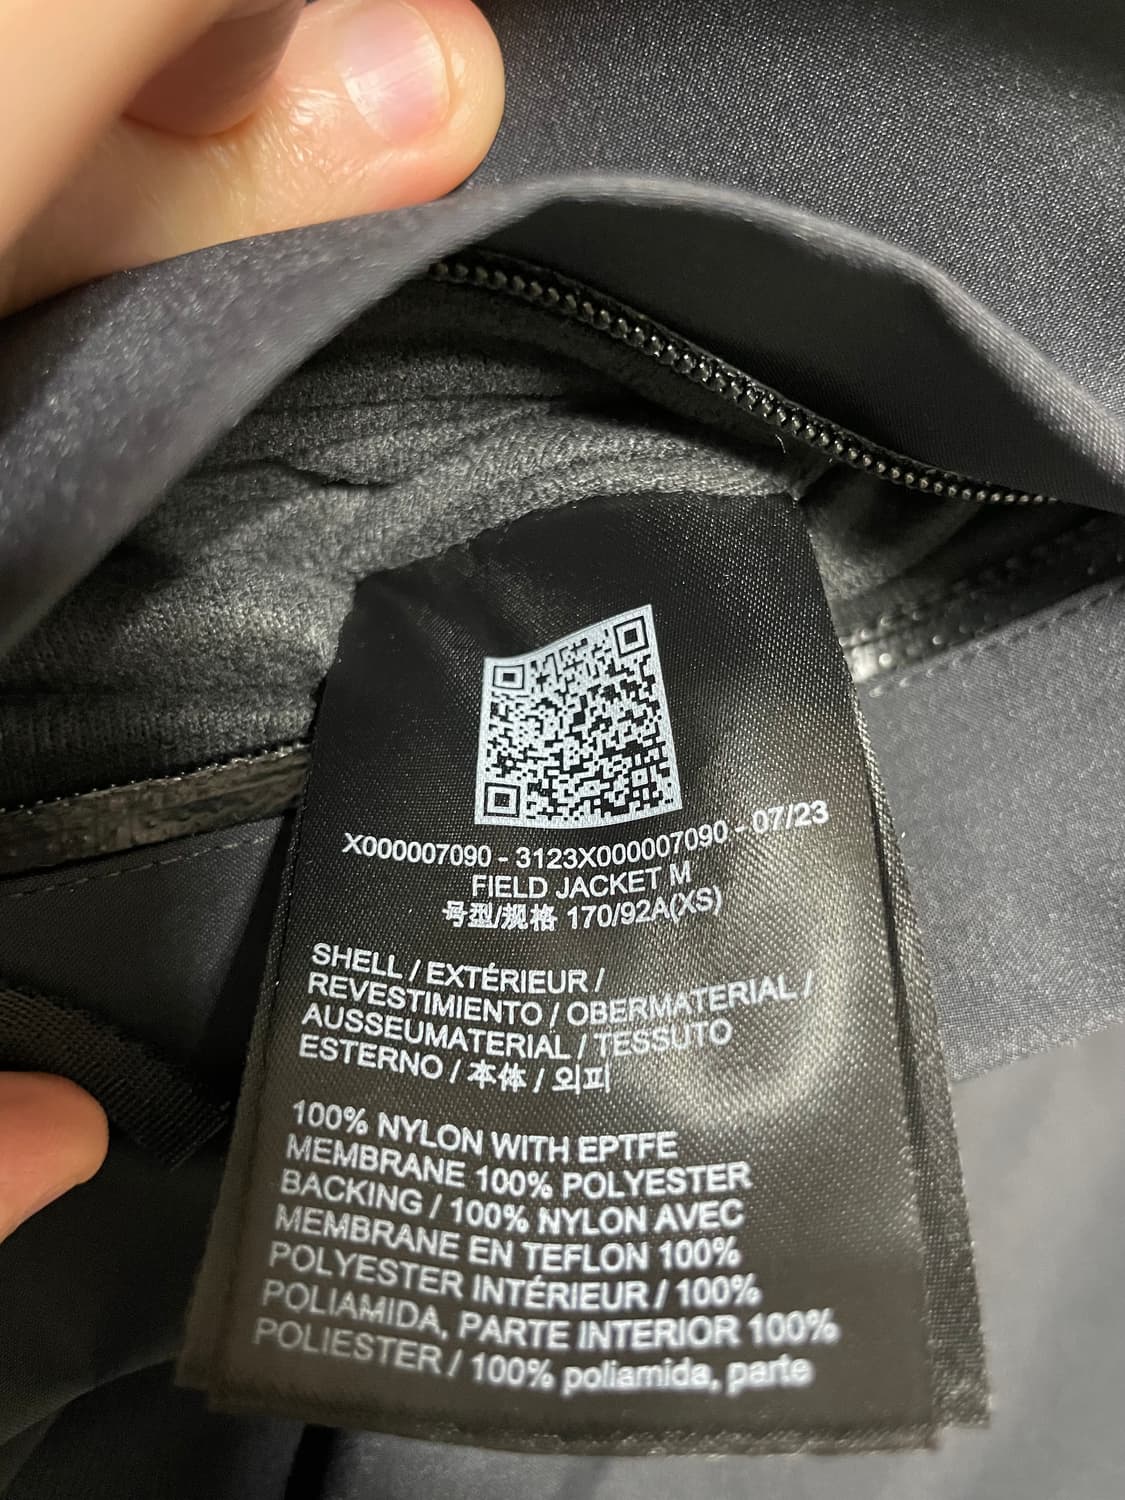 X000007090 - 3123X000007090 - 07/23
FIELD JACKET M
号型/规格 170/92A(XS)
SHELL / EXTÉRIEUR /
REVESTIMIENTO / OBERMATERIAL /
AUSSEUMATERIAL / TESSUTO
ESTERNO / 本体 / 외피
100% NYLON WITH EPTFE
MEMBRANE 100% POLYESTER
BACKING / 100% NYLON AVEC
MEMBRANE EN TEFLON 100%
POLYESTER INTÉRIEUR / 100%
POLIAMIDA, PARTE INTERIOR 100%
POLIESTER / 100% poliamida, parte